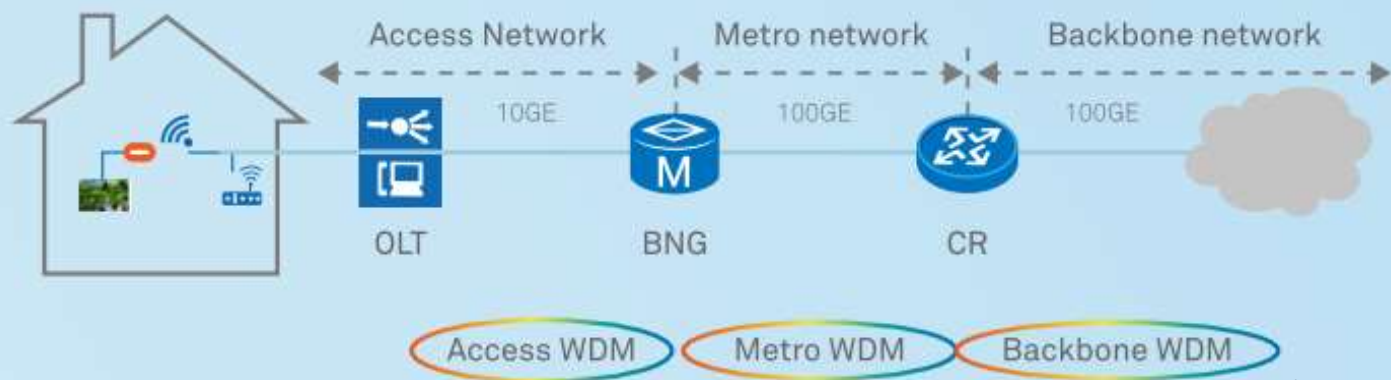 Access Network Metro network Backbone network
10GE 100GE 100GE
M
OLT BNG CR
Access WDM Metro WDM Backbone WDM